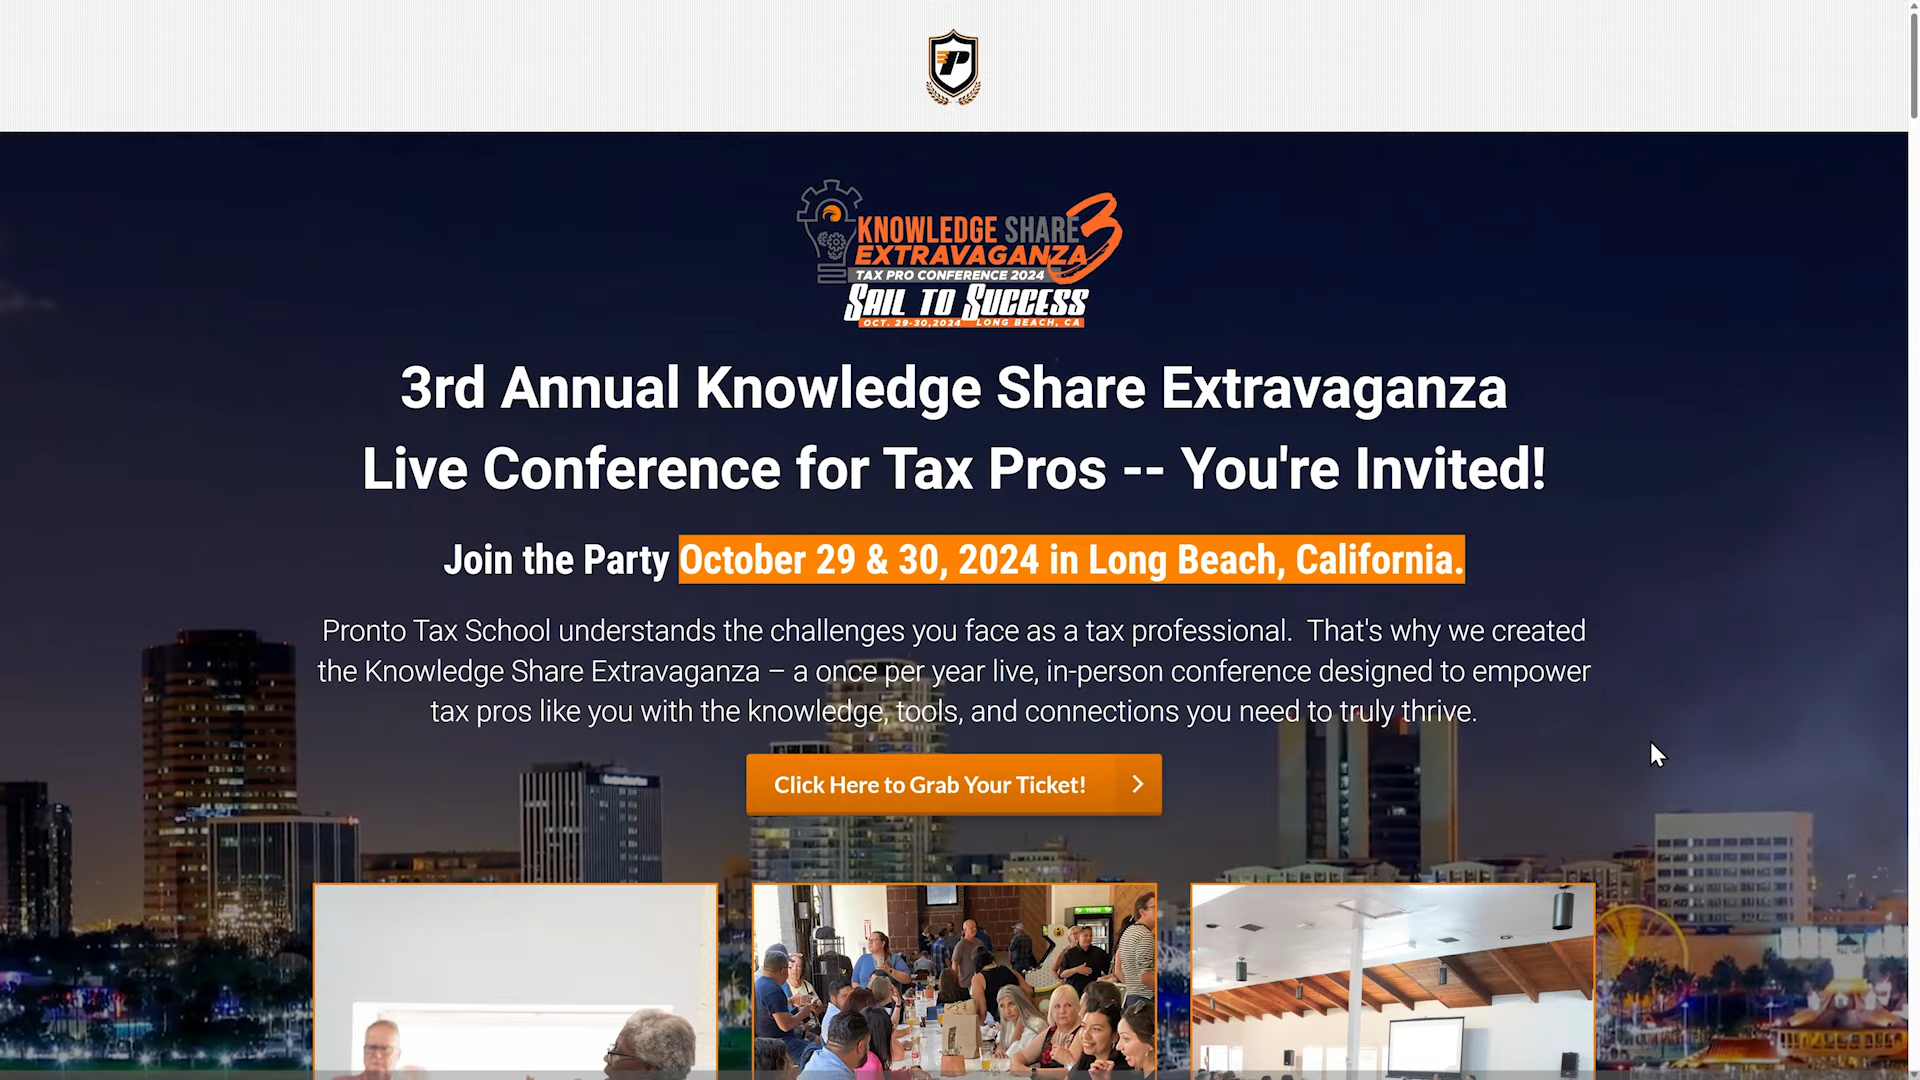 P
KNOWLEDGE SHARE 3
EXTRAVAGANZA
TAX PRO CONFERENCE 2024
SAIL TO SUCCESS
OCT. 29-30, 2024 LONG BEACH, CA
3rd Annual Knowledge Share Extravaganza
Live Conference for Tax Pros -- You're Invited!
Join the Party October 29 & 30, 2024 in Long Beach, California.
Pronto Tax School understands the challenges you face as a tax professional. That's why we created
the Knowledge Share Extravaganza – a once per year live, in-person conference designed to empower
tax pros like you with the knowledge, tools, and connections you need to truly thrive.
Click Here to Grab Your Ticket!